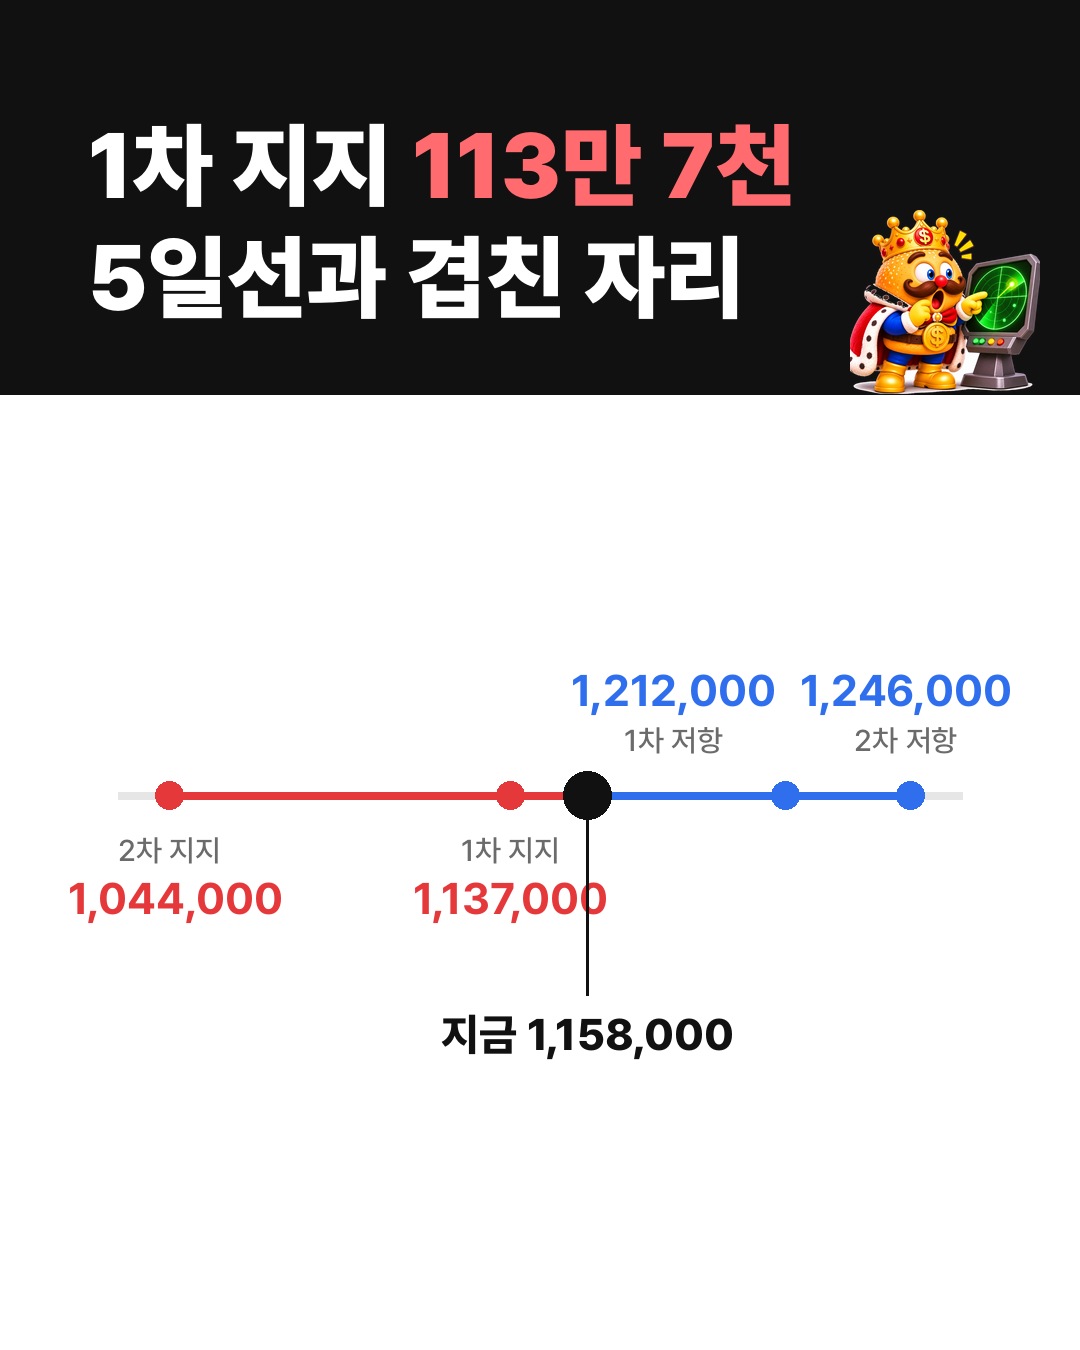 1차 지지 113만 7천
5일선과 겹친 자리
1,212,000 1,246,000
1차 저항 2차 저항
2차 지지 1차 지지
1,044,000 1,137,000
지금 1,158,000